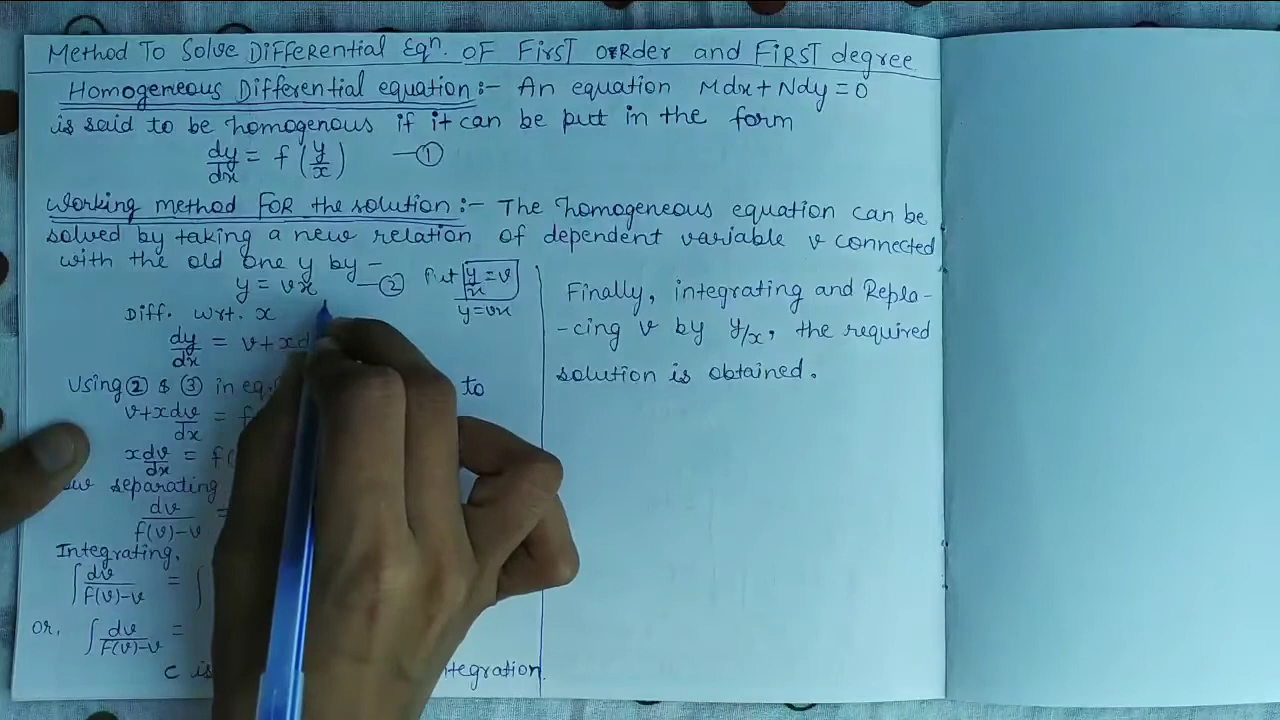 Method To Solve Differential Eqn. OF First ORder and FiRST degree
Homogeneous Differential equation :- An equation Mdx + Ndy = 0
is said to be homogenous if it can be put in the form
dy/dx = f(y/x) —①
Working method FOR the solution :- The homogeneous equation can be
solved by taking a new relation of dependent variable v connected
with the old one y by –
y = vx —② Put y/x = v
y = vx
Diff. wrt. x
dy/dx = v + x
Using ② & ③ in eq. to
v + x dv/dx =
x dv/dx =
separating
dv/f(v)-v =
Integrating.
∫ dv/f(v)-v = ∫
or, ∫ dv/F(v)-v =
C is
Finally, integrating and Repla-
-cing v by y/x, the required
solution is obtained.